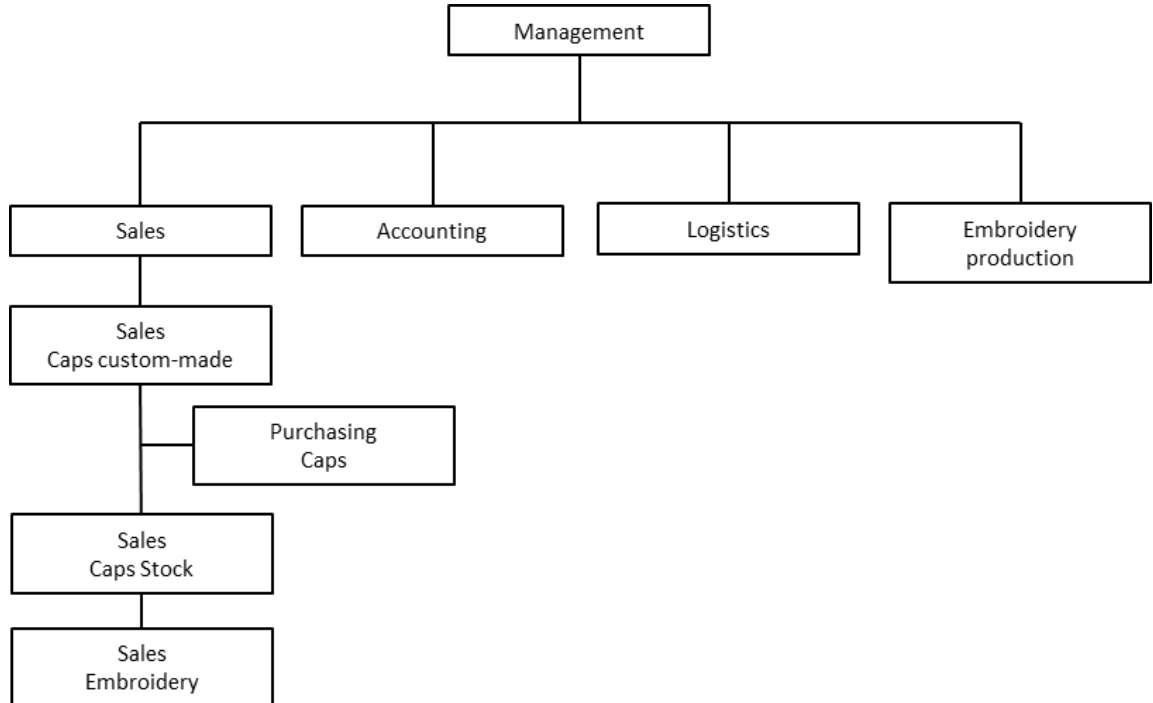 Management
Sales
Accounting
Logistics
Embroidery
production
Sales
Caps custom-made
Purchasing
Caps
Sales
Caps Stock
Sales
Embroidery